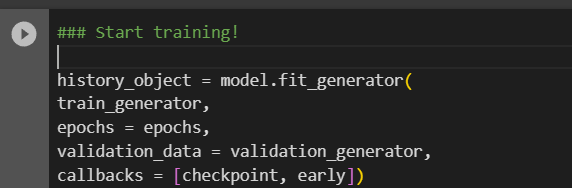 ### Start training!
history_object = model.fit_generator(
train_generator,
epochs = epochs,
validation_data = validation_generator,
callbacks = [checkpoint, early])